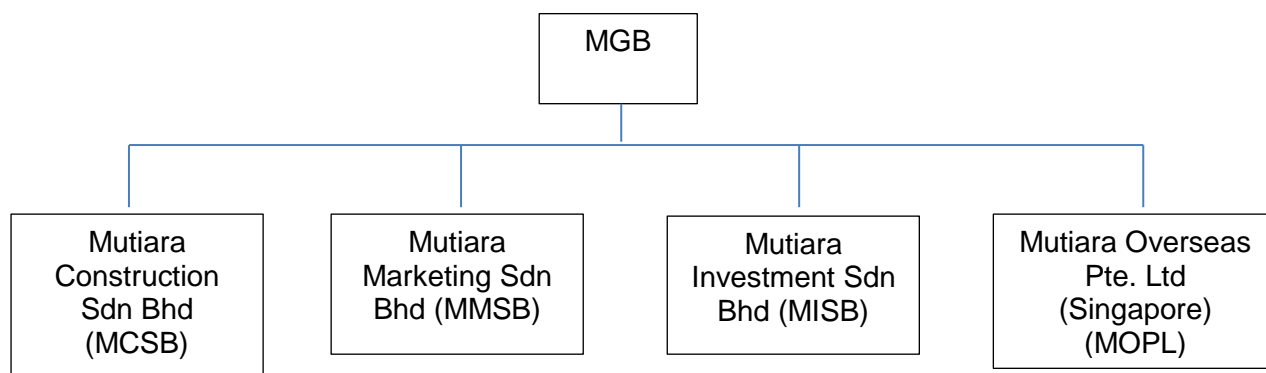 MGB
Mutiara
Construction
Sdn Bhd
(MCSB)
Mutiara
Marketing Sdn
Bhd (MMSB)
Mutiara
Investment Sdn
Bhd (MISB)
Mutiara Overseas
Pte. Ltd
(Singapore)
(MOPL)